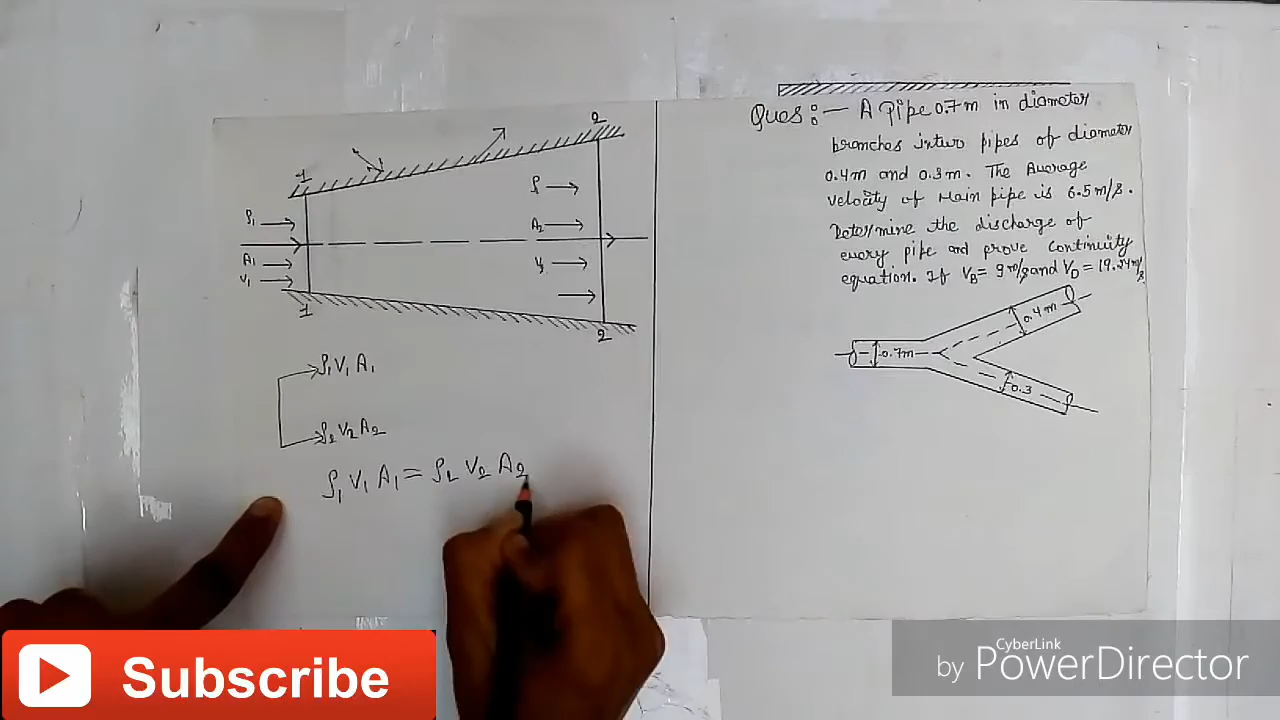 1
2
ρ₁
A₁
V₁
ρ
A₂
V₂
1
2
ρ₁V₁A₁
ρ₂V₂A₂
ρ₁V₁A₁=ρ₂V₂A₂
Ques:- A Pipe 0.7m in diameter
branches into pipes of diameter
0.4m and 0.3m. The Average
velocity of Main pipe is 6.5m/s.
Determine the discharge of
every pipe and prove Continuity
equation. If V_B= 9m/s and V_D=19.24m/s
0.7m
0.4m
0.3
Subscribe
CyberLink
by PowerDirector